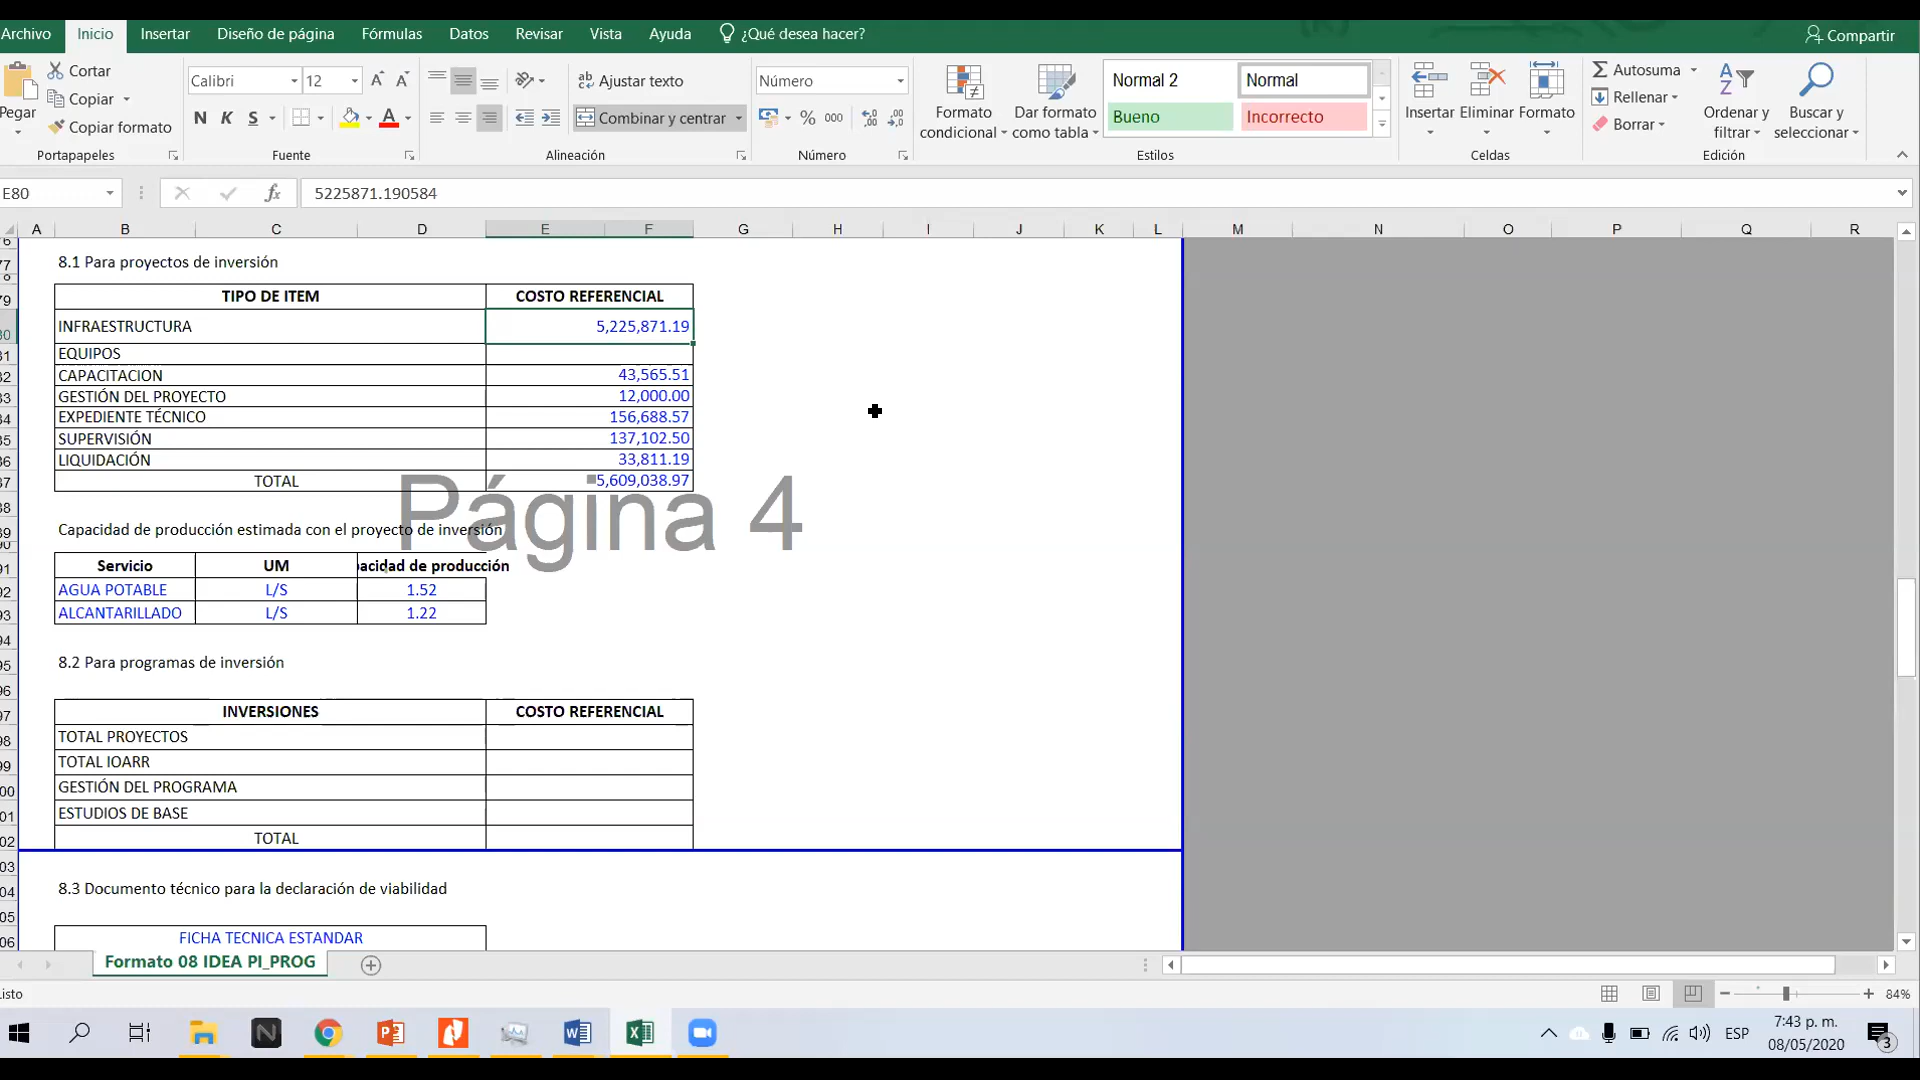 Archivo Inicio Insertar Diseño de página Fórmulas Datos Revisar Vista Ayuda ¿Qué desea hacer? Compartir
Cortar
Copiar
Copiar formato
Pegar
Portapapeles
Calibri 12
N K S
Fuente
Ajustar texto
Combinar y centrar
Alineación
Número
% 000
Número
Formato condicional
Dar formato como tabla
Normal 2 Normal
Bueno Incorrecto
Estilos
Insertar Eliminar Formato
Celdas
Autosuma
Rellenar
Borrar
Ordenar y filtrar
Buscar y seleccionar
Edición
E80 fx 5225871.190584
A B C D E F G H I J K L M N O P Q R
8.1 Para proyectos de inversión
TIPO DE ITEM COSTO REFERENCIAL
INFRAESTRUCTURA 5,225,871.19
EQUIPOS
CAPACITACION 43,565.51
GESTIÓN DEL PROYECTO 12,000.00
EXPEDIENTE TÉCNICO 156,688.57
SUPERVISIÓN 137,102.50
LIQUIDACIÓN 33,811.19
TOTAL 5,609,038.97
Página 4
Capacidad de producción estimada con el proyecto de inversión
Servicio UM acidad de producción
AGUA POTABLE L/S 1.52
ALCANTARILLADO L/S 1.22
8.2 Para programas de inversión
INVERSIONES COSTO REFERENCIAL
TOTAL PROYECTOS
TOTAL IOARR
GESTIÓN DEL PROGRAMA
ESTUDIOS DE BASE
TOTAL
8.3 Documento técnico para la declaración de viabilidad
FICHA TECNICA ESTANDAR
Formato 08 IDEA PI_PROG
Listo
84%
ESP
7:43 p. m.
08/05/2020
3